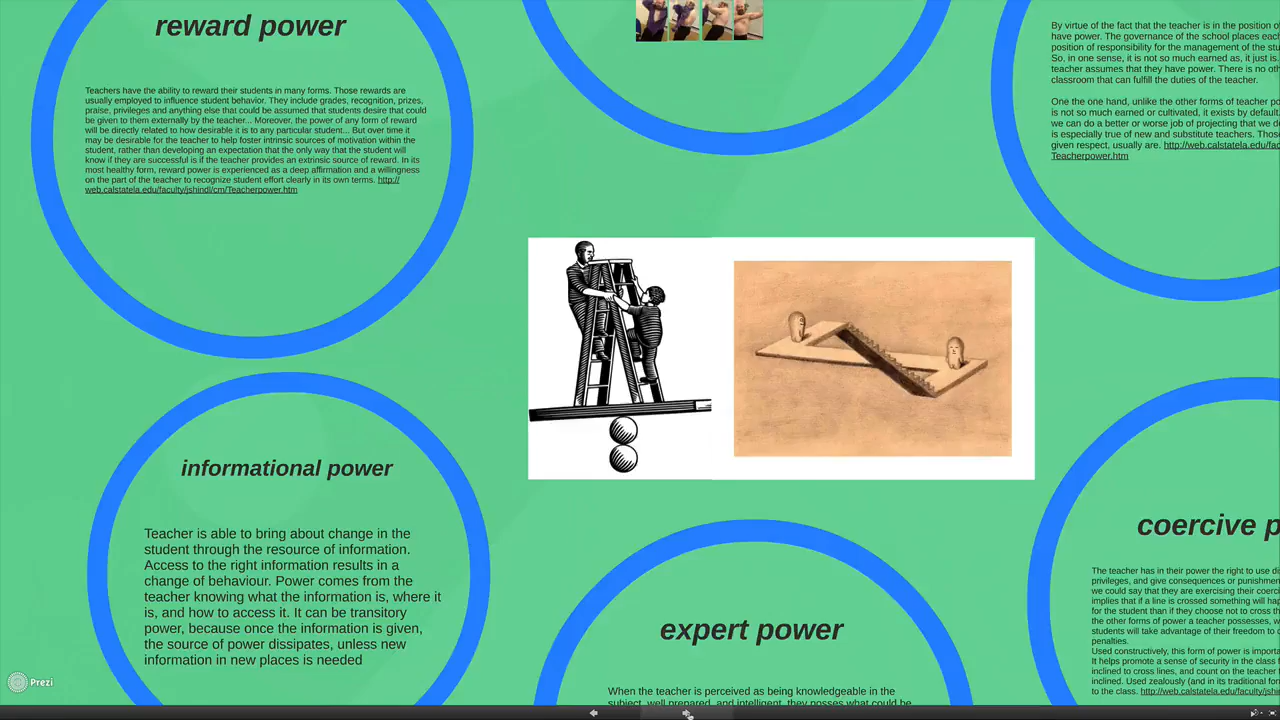 reward power
Teachers have the ability to reward their students in many forms. Those rewards are
usually employed to influence student behavior. They include grades, recognition, prizes,
praise, privileges and anything else that could be assumed that students desire that could
be given to them externally by the teacher... Moreover, the power of any form of reward
will be directly related to how desirable it is to any particular student... But over time it
may be desirable for the teacher to help foster intrinsic sources of motivation within the
student, rather than developing an expectation that the only way that the student will
know if they are successful is if the teacher provides an extrinsic source of reward. In its
most healthy form, reward power is experienced as a deep affirmation and a willingness
on the part of the teacher to recognize student effort clearly in its own terms. http://
web.calstatela.edu/faculty/jshindl/cm/Teacherpower.htm
By virtue of the fact that the teacher is in the position of
have power. The governance of the school places each
position of responsibility for the management of the stu
So, in one sense, it is not so much earned as, it just is.
teacher assumes that they have power. There is no oth
classroom that can fulfill the duties of the teacher.
One the one hand, unlike the other forms of teacher po
is not so much earned or cultivated, it exists by default.
we can do a better or worse job of projecting that we de
is especially true of new and substitute teachers. Thos
given respect, usually are. http://web.calstatela.edu/fac
Teacherpower.htm
informational power
Teacher is able to bring about change in the
student through the resource of information.
Access to the right information results in a
change of behaviour. Power comes from the
teacher knowing what the information is, where it
is, and how to access it. It can be transitory
power, because once the information is given,
the source of power dissipates, unless new
information in new places is needed
expert power
When the teacher is perceived as being knowledgeable in the
subject, well prepared, and intelligent, they posses what could be
coercive p
The teacher has in their power the right to use dis
privileges, and give consequences or punishmen
we could say that they are exercising their coerci
implies that if a line is crossed something will hap
for the student than if they choose not to cross th
the other forms of power a teacher possesses, w
students will take advantage of their freedom to c
penalties.
Used constructively, this form of power is importa
It helps promote a sense of security in the class f
inclined to cross lines, and count on the teacher t
inclined. Used zealously (and in its traditional for
to the class. http://web.calstatela.edu/faculty/jshi
Prezi